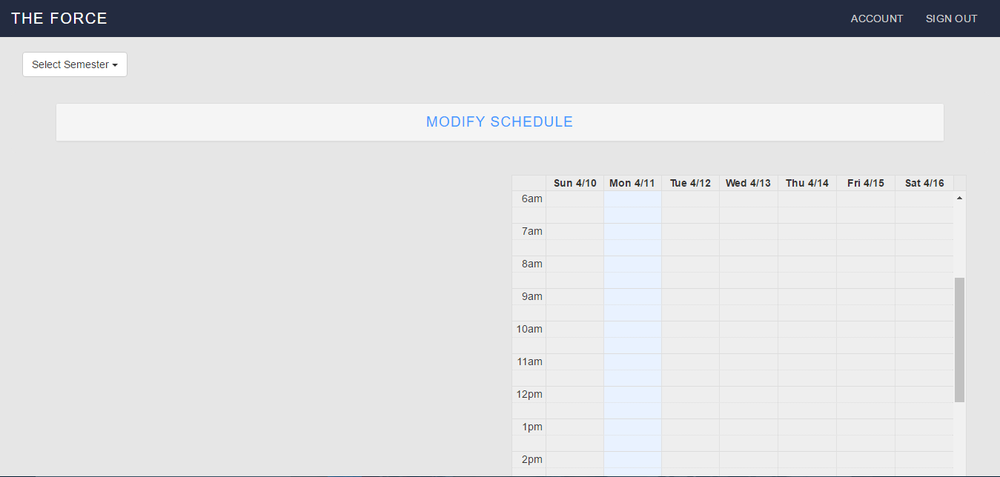 THE FORCE ACCOUNT SIGN OUT
Select Semester
MODIFY SCHEDULE
Sun 4/10 Mon 4/11 Tue 4/12 Wed 4/13 Thu 4/14 Fri 4/15 Sat 4/16
6am
7am
8am
9am
10am
11am
12pm
1pm
2pm